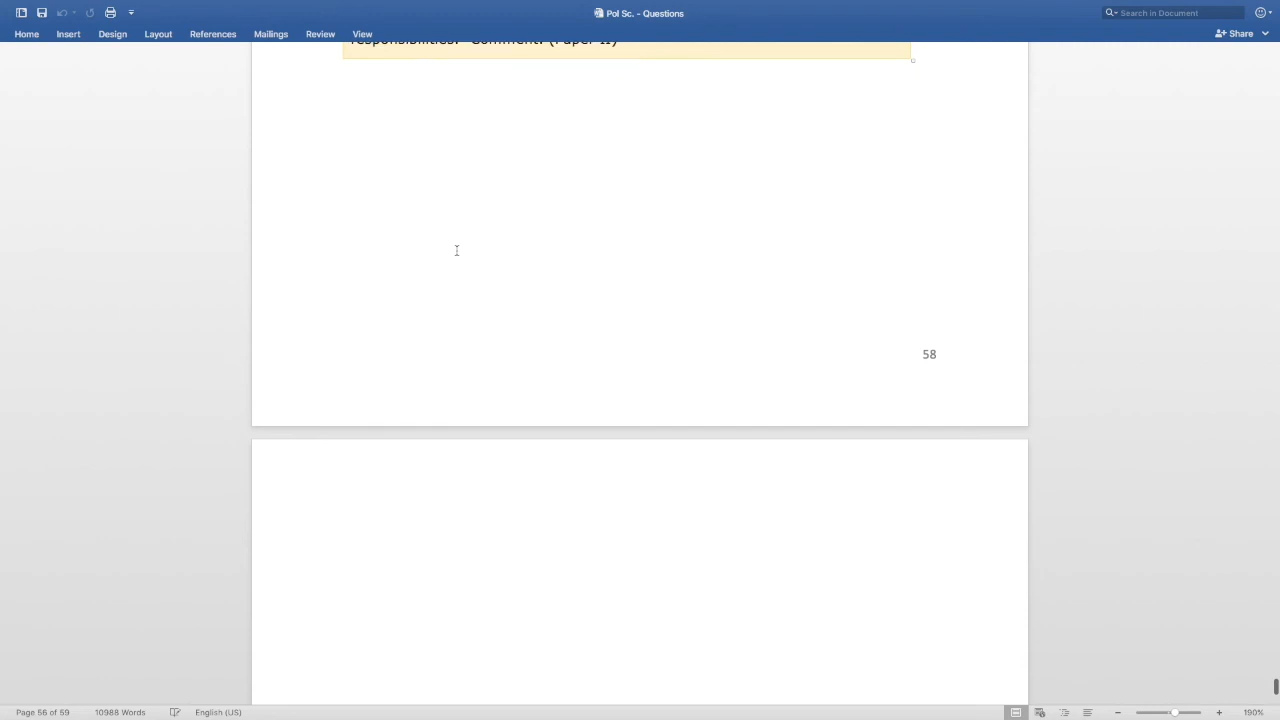 Pol Sc. - Questions
Search in Document
Home Insert Design Layout References Mailings Review View
Share
responsibilities." Comment. (Paper II)
58
Page 56 of 59 10988 Words English (US)
190%